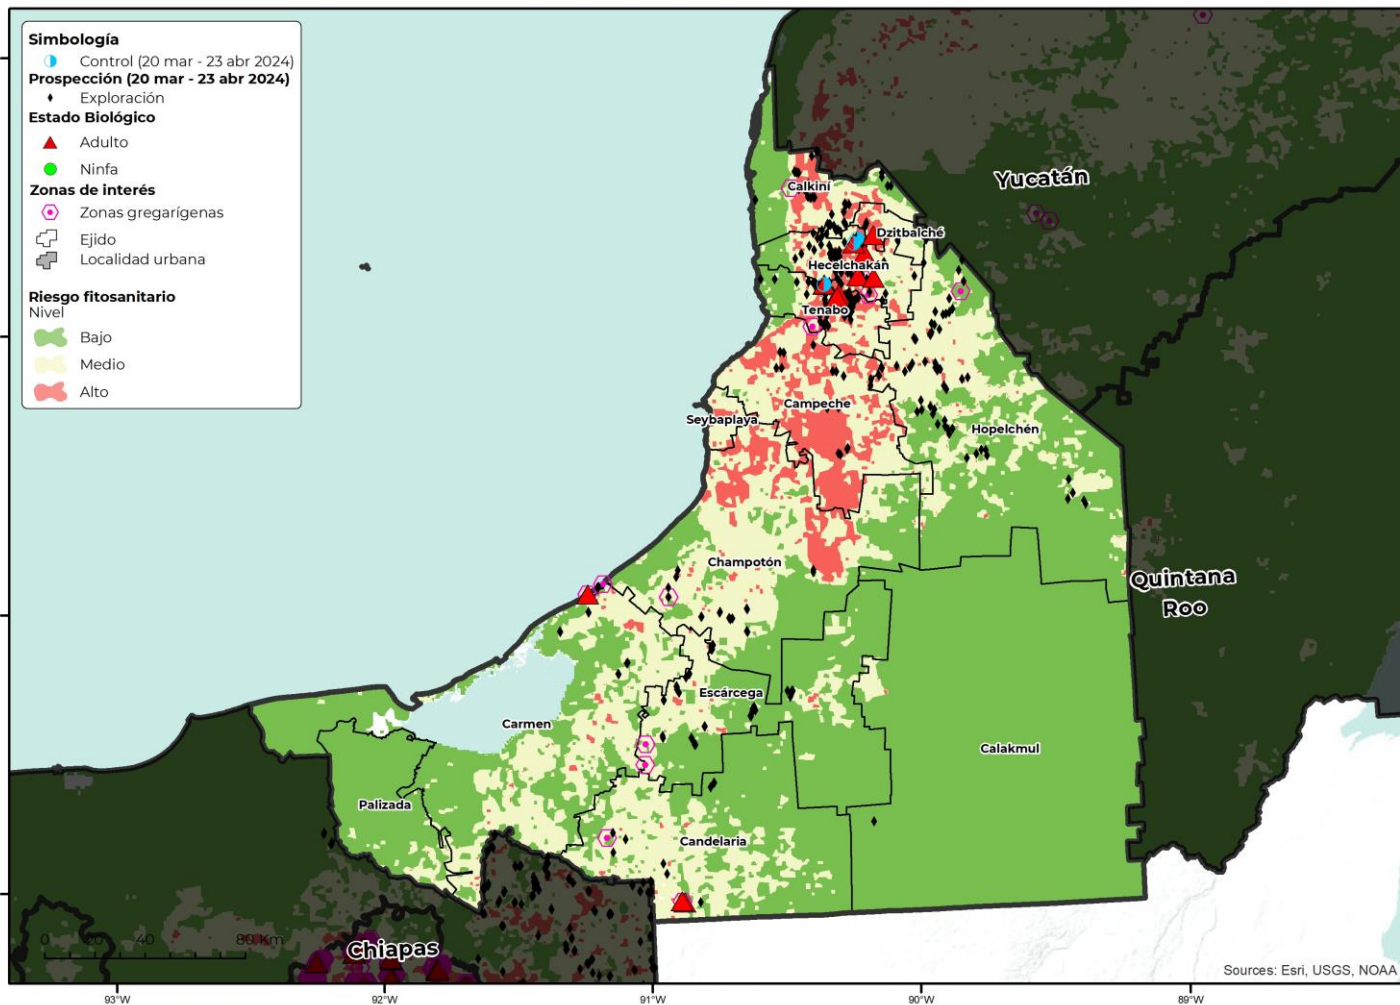 Simbología
Control (20 mar - 23 abr 2024)
Prospección (20 mar - 23 abr 2024)
Exploración
Estado Biológico
Adulto
Ninfa
Zonas de interés
Zonas gregarígenas
Ejido
Localidad urbana
Riesgo fitosanitario
Nivel
Bajo
Medio
Alto
Yucatán
Calkiní
Dzitbalché
Hecelchakán
Tenabo
Campeche
Seybaplaya
Hopelchén
Champotón
Quintana
Roo
Escárcega
Carmen
Calakmul
Palizada
Candelaria
0 20 40 80 Km
Chiapas
Sources: Esri, USGS, NOAA
93°W 92°W 91°W 90°W 89°W